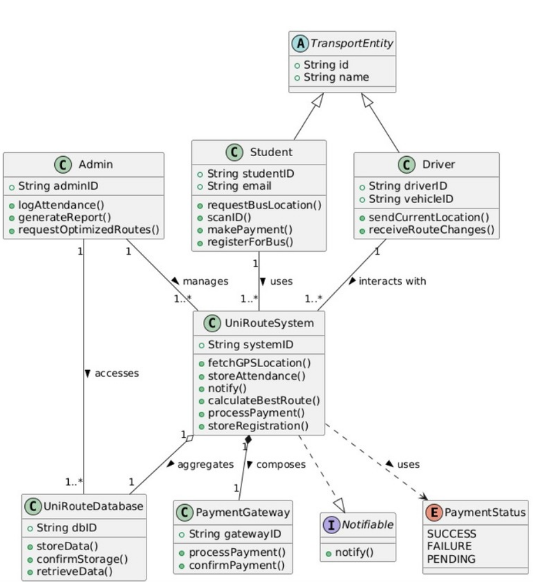 A TransportEntity
String id
String name
C Admin
String adminID
logAttendance()
generateReport()
requestOptimizedRoutes()
C Student
String studentID
String email
requestBusLocation()
scanID()
makePayment()
registerForBus()
C Driver
String driverID
String vehicleID
sendCurrentLocation()
receiveRouteChanges()
1
1
1
1
manages
uses
interacts with
1..*
1..*
1..*
C UniRouteSystem
String systemID
fetchGPSLocation()
storeAttendance()
notify()
calculateBestRoute()
processPayment()
storeRegistration()
accesses
1
1
aggregates
composes
uses
1..*
1
1
C UniRouteDatabase
String dbID
storeData()
confirmStorage()
retrieveData()
C PaymentGateway
String gatewayID
processPayment()
confirmPayment()
I Notifiable
notify()
E PaymentStatus
SUCCESS
FAILURE
PENDING